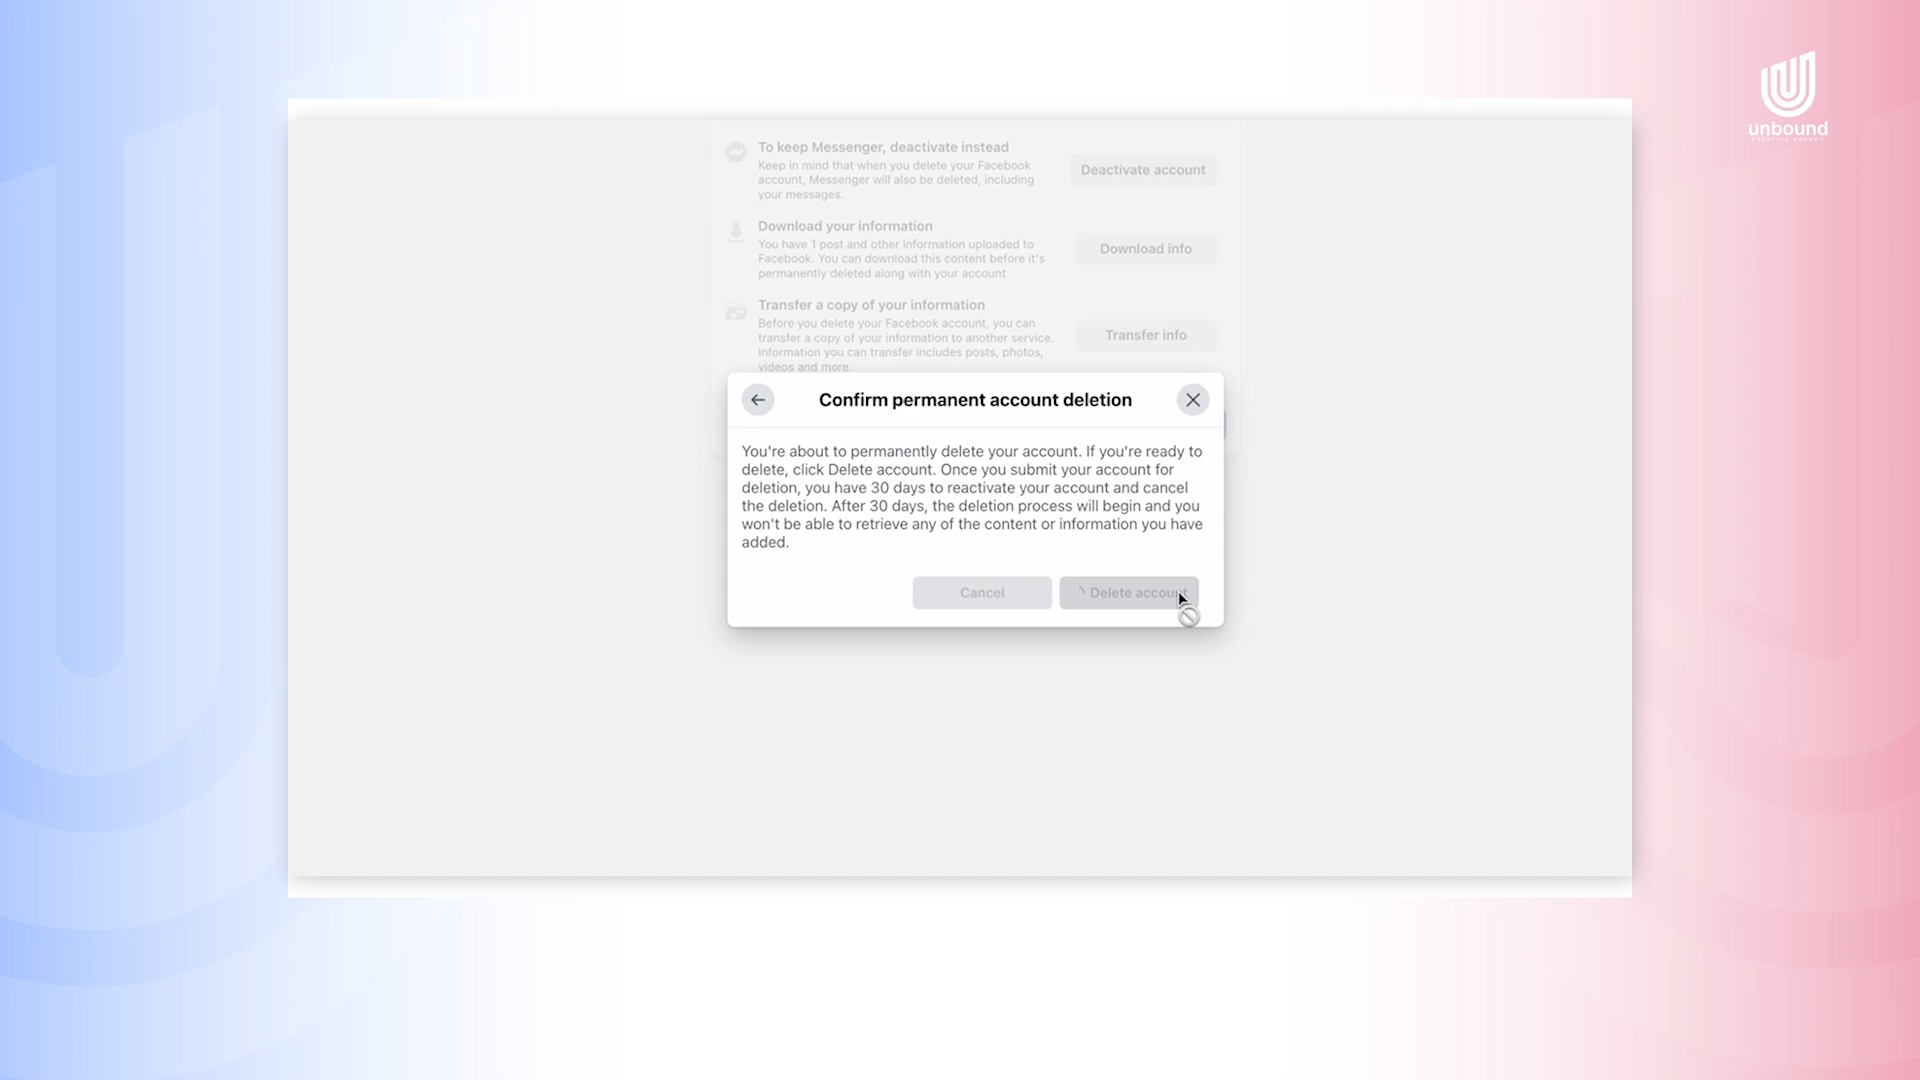 unbound
CREATIVE AGENCY
To keep Messenger, deactivate instead
Keep in mind that when you delete your Facebook
account, Messenger will also be deleted, including
your messages.
Deactivate account
Download your information
You have 1 post and other information uploaded to
Facebook. You can download this content before it's
permanently deleted along with your account
Download info
Transfer a copy of your information
Before you delete your Facebook account, you can
transfer a copy of your information to another service.
Information you can transfer includes posts, photos,
videos and more.
Transfer info
Confirm permanent account deletion
You're about to permanently delete your account. If you're ready to
delete, click Delete account. Once you submit your account for
deletion, you have 30 days to reactivate your account and cancel
the deletion. After 30 days, the deletion process will begin and you
won't be able to retrieve any of the content or information you have
added.
Cancel
Delete account